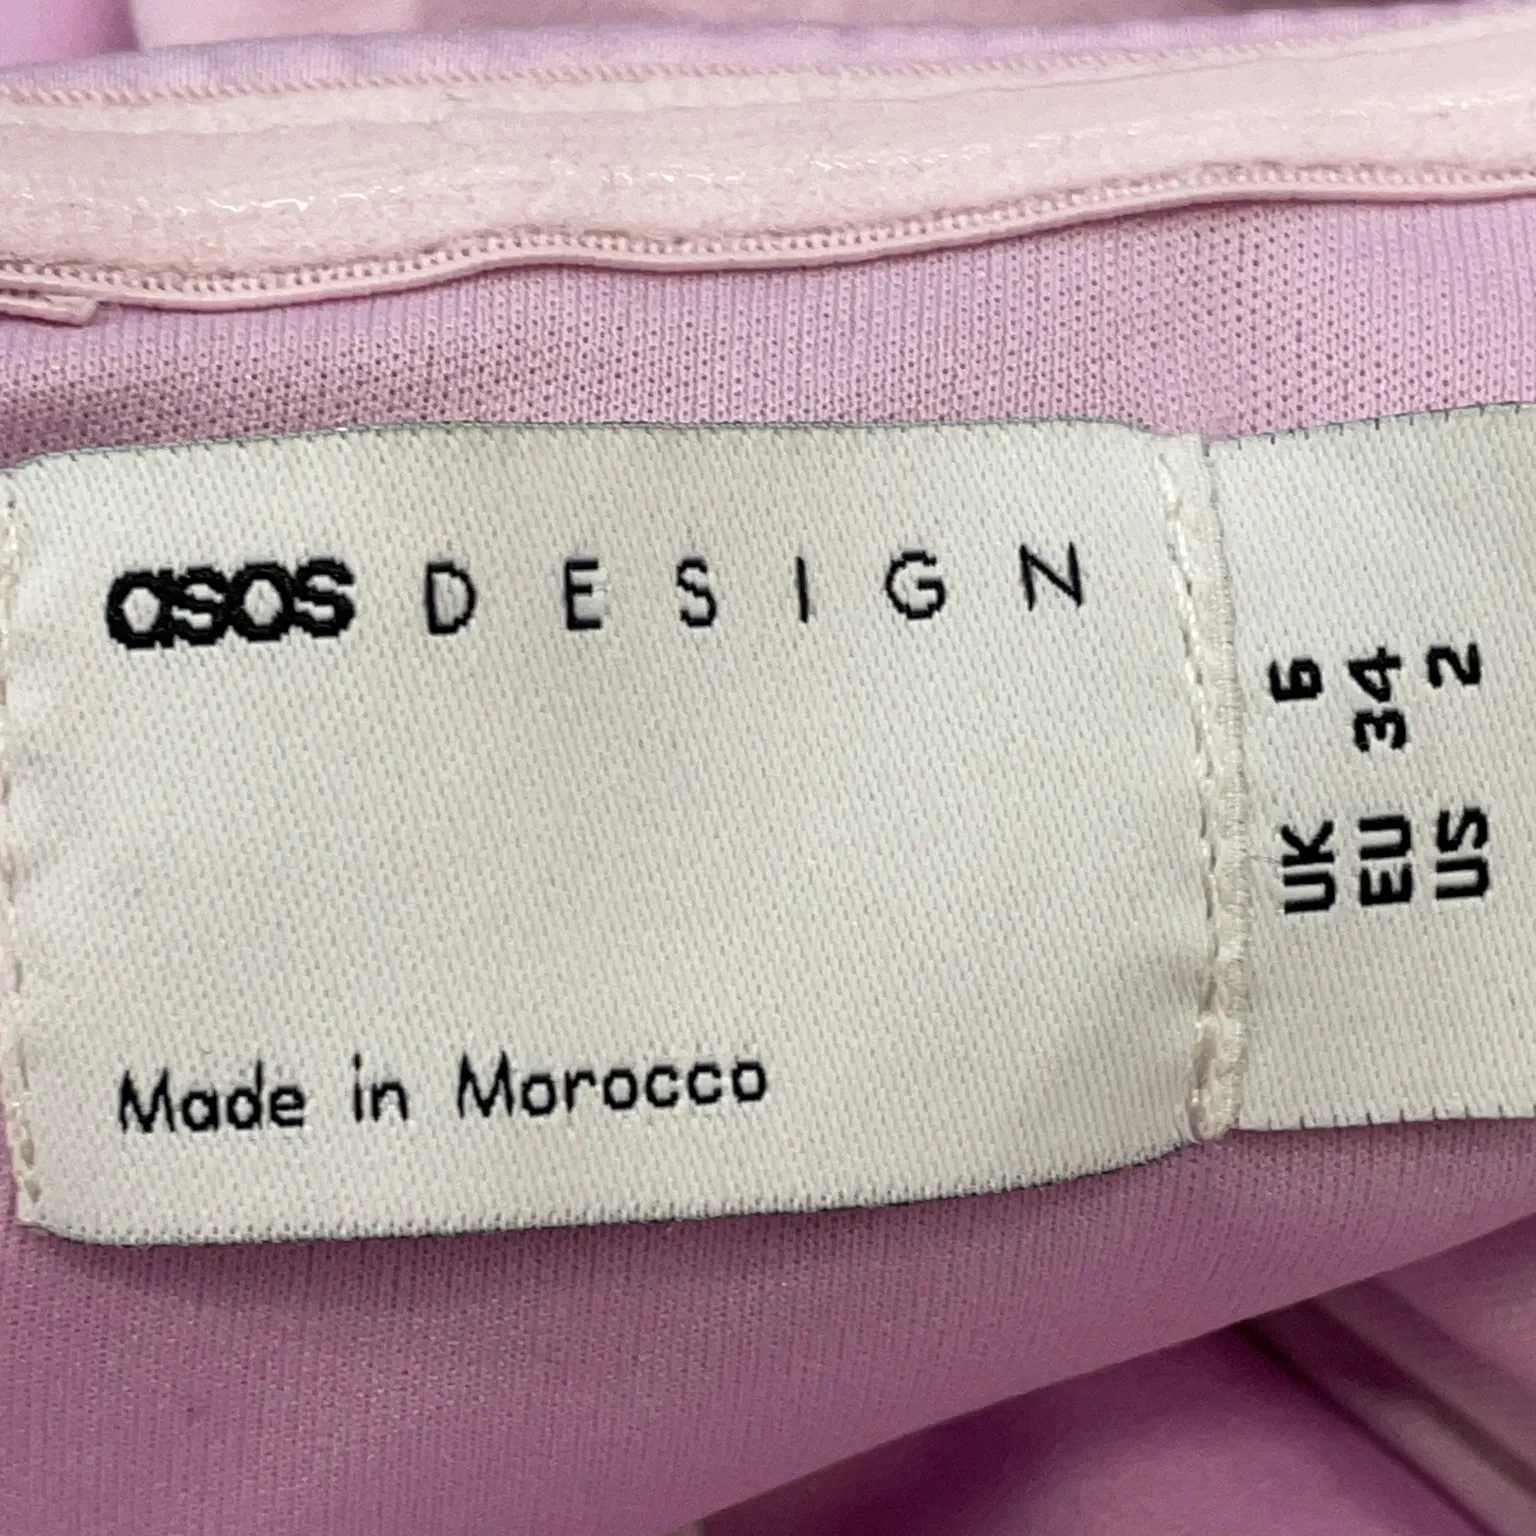 asos DESIGN
Made in Morocco
UK 6
EU 34
US 2